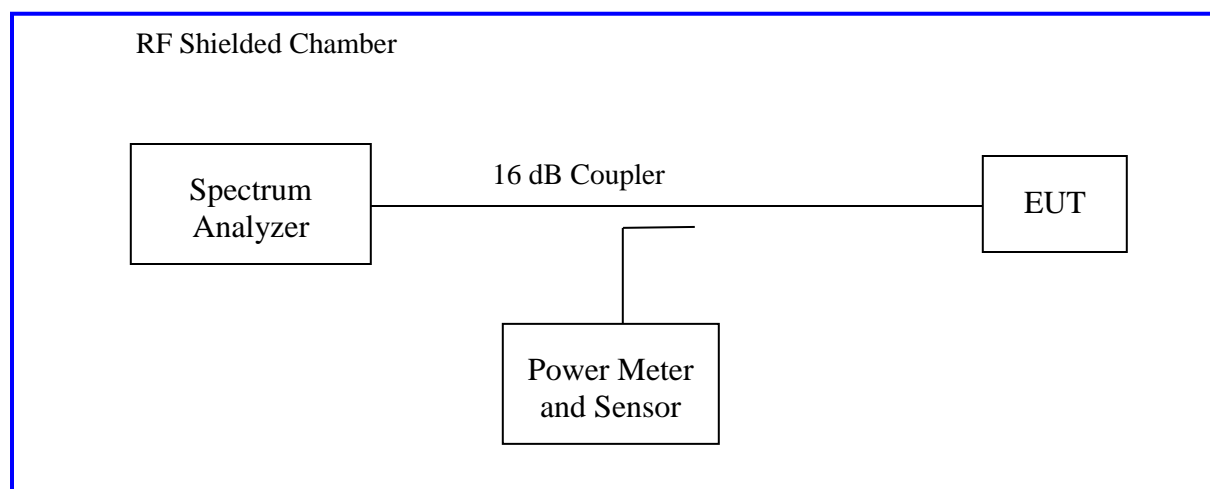 RF Shielded Chamber
16 dB Coupler
Spectrum
Analyzer
EUT
Power Meter
and Sensor